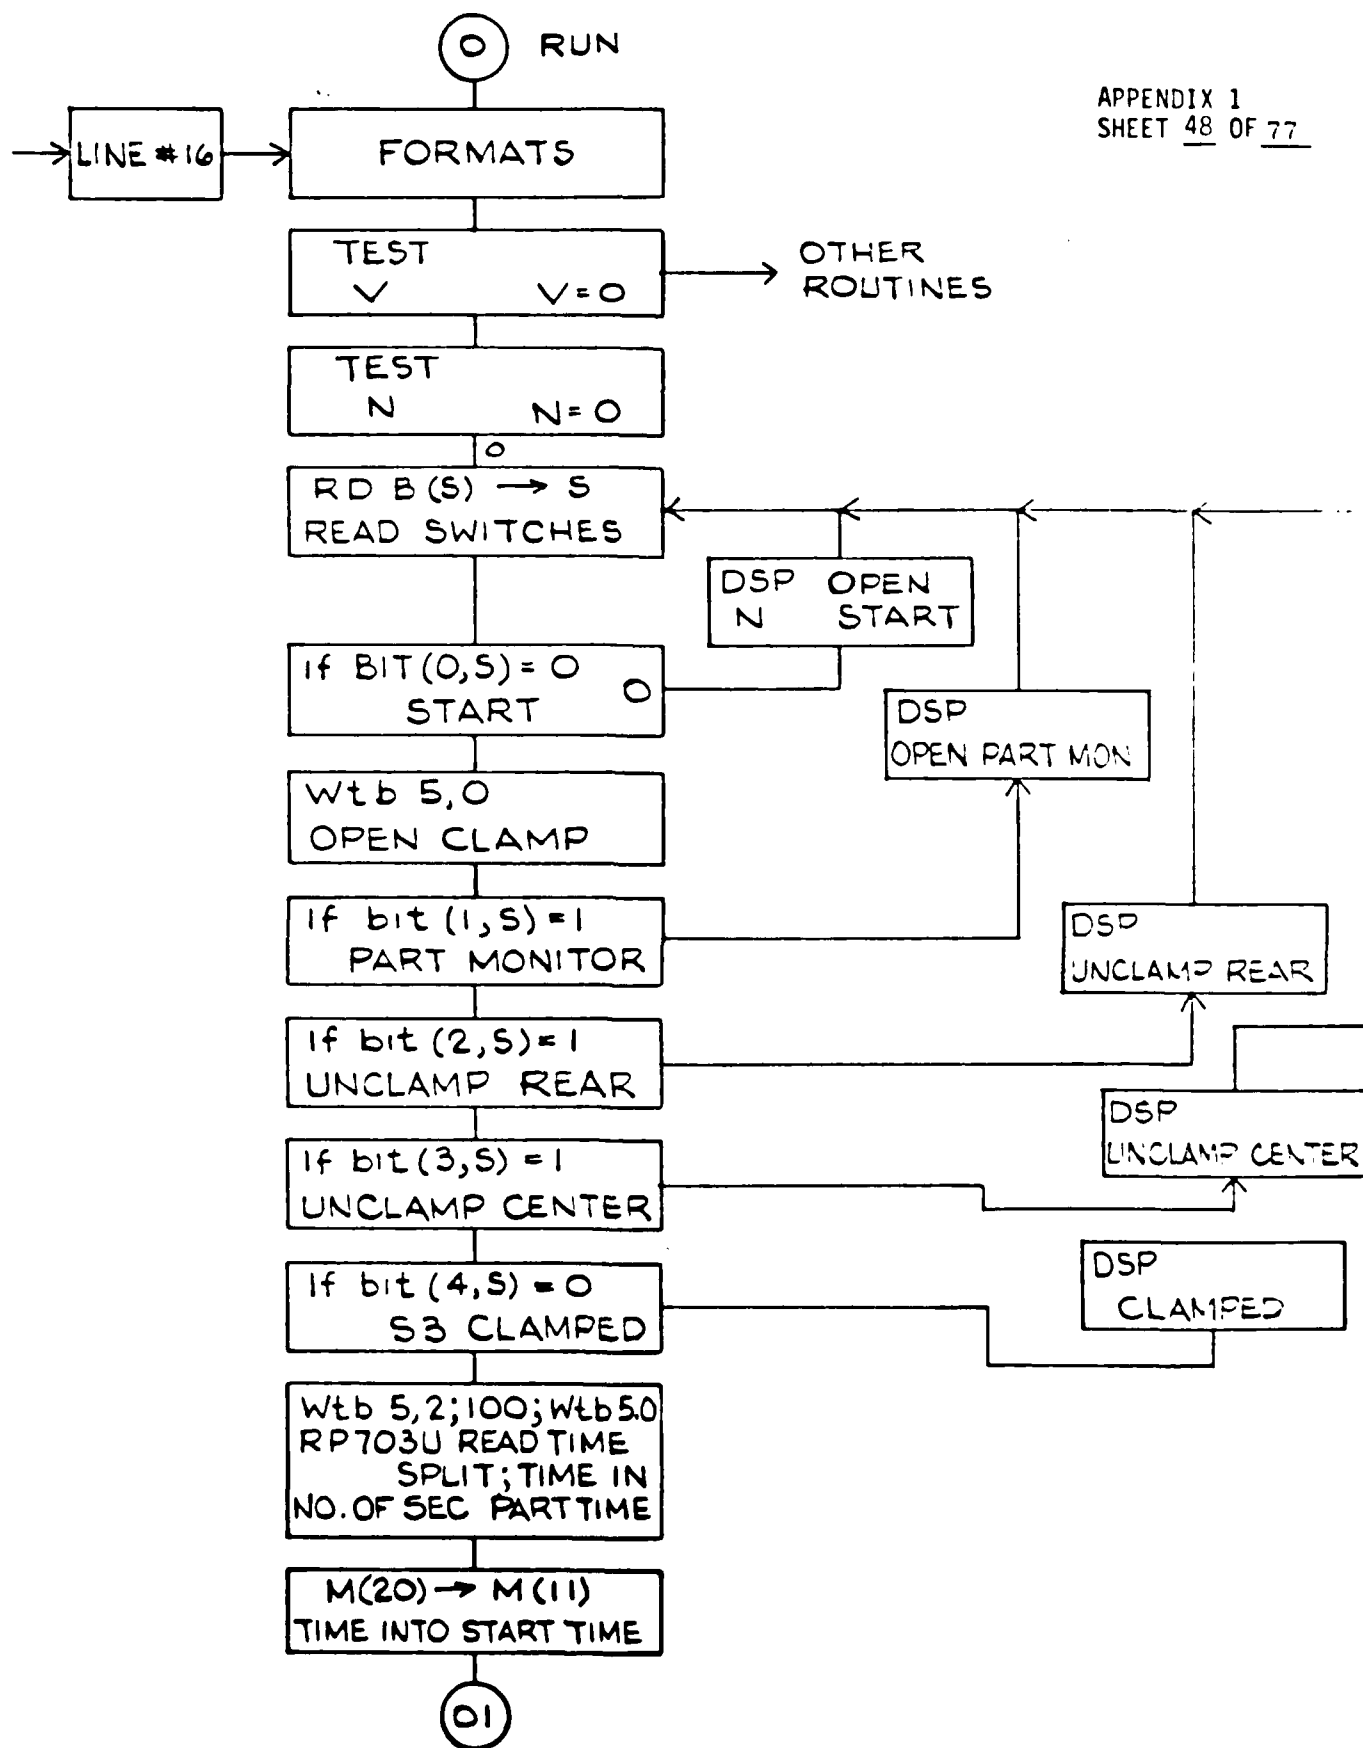 0 RUN
APPENDIX 1
SHEET 48 OF 77
LINE #16
FORMATS
TEST
V V=0
OTHER
ROUTINES
TEST
N N=0
0
RD B(S) → S
READ SWITCHES
DSP OPEN
N START
If BIT(0,S)=0 0
START
DSP
OPEN PART MON
Wtb 5,0
OPEN CLAMP
If bit (1,S)=1
PART MONITOR
DSP
UNCLAMP REAR
If bit (2,S)=1
UNCLAMP REAR
DSP
UNCLAMP CENTER
If bit (3,S)=1
UNCLAMP CENTER
DSP
CLAMPED
If bit (4,S)=0
S3 CLAMPED
Wtb 5,2;100;Wtb5.0
RP703U READ TIME
SPLIT; TIME IN
NO. OF SEC PART TIME
M(20) → M(11)
TIME INTO START TIME
01